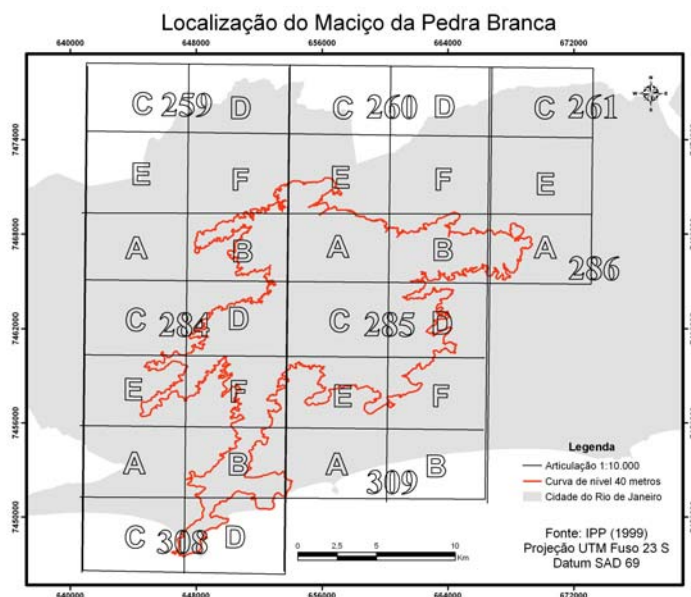 Localização do Maciço da Pedra Branca
640000 648000 656000 664000 672000
C 259 D C 260 D C 261
7474000
E F E F E
7468000
A B A B A
286
7462000
C 284 D C 285 D
E F E F
7456000
A B A B
309
7450000
C 308 D
640000 648000 656000 664000 672000
Legenda
Articulação 1:10.000
Curva de nível 40 metros
Cidade do Rio de Janeiro
0 2.5 5 10
Km
Fonte: IPP (1999)
Projeção UTM Fuso 23 S
Datum SAD 69